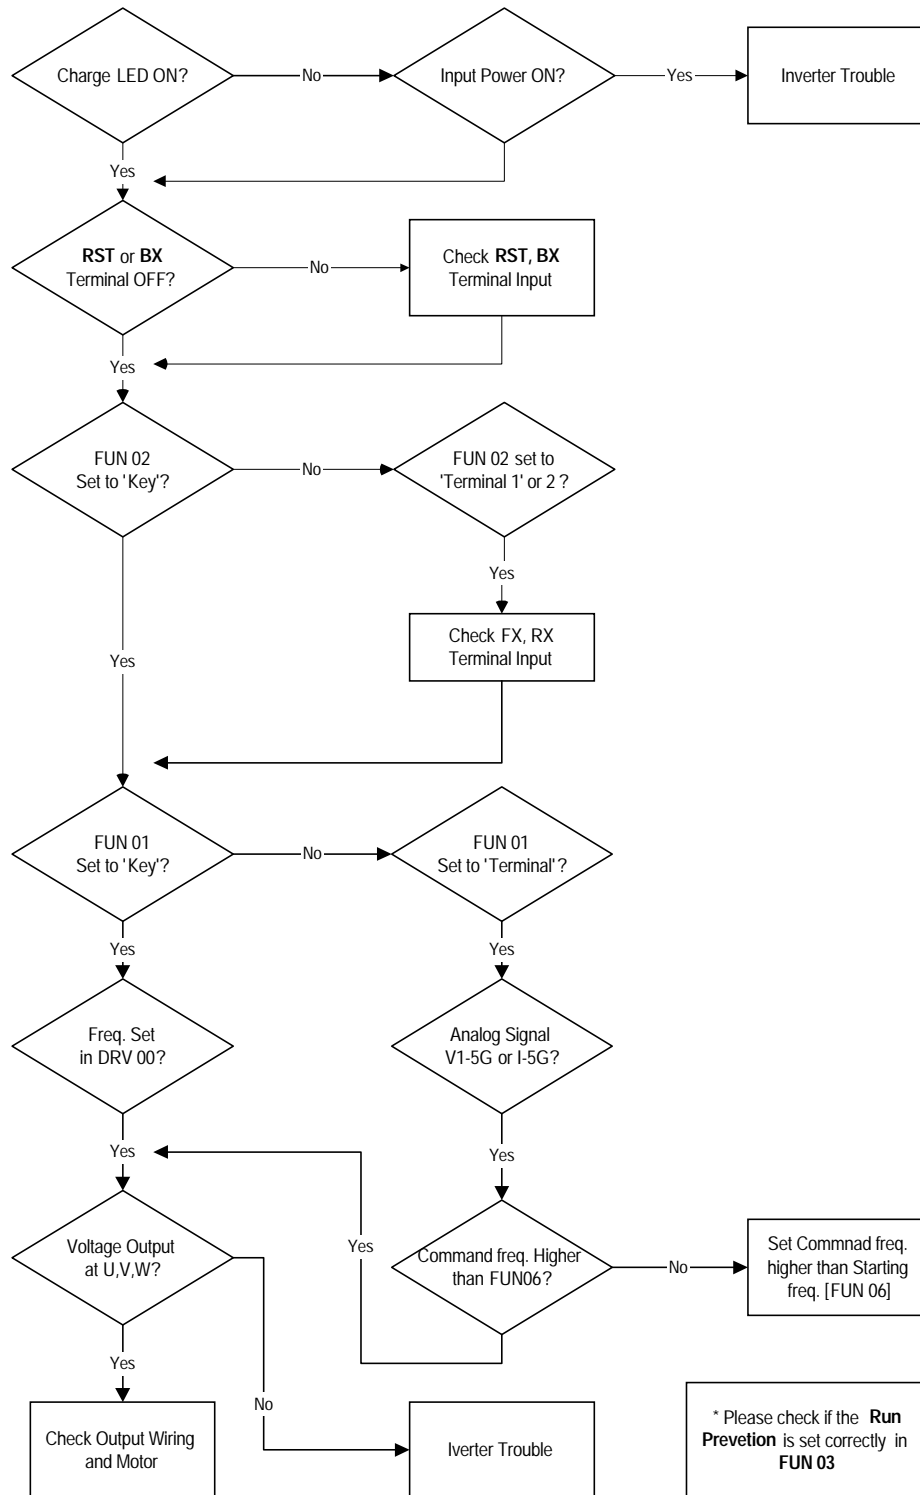 Charge LED ON?
No
Input Power ON?
Yes
Inverter Trouble
Yes
RST or BX
Terminal OFF?
No
Check RST, BX
Terminal Input
Yes
FUN 02
Set to 'Key'?
No
FUN 02 set to
'Terminal 1' or 2 ?
Yes
Check FX, RX
Terminal Input
Yes
FUN 01
Set to 'Key'?
No
FUN 01
Set to 'Terminal'?
Yes
Yes
Freq. Set
in DRV 00?
Analog Signal
V1-5G or I-5G?
Yes
Yes
Voltage Output
at U,V,W?
Yes
Command freq. Higher
than FUN06?
No
Set Commnad freq.
higher than Starting
freq. [FUN 06]
Yes
No
Check Output Wiring
and Motor
Iverter Trouble
* Please check if the Run
Prevetion is set correctly in
FUN 03